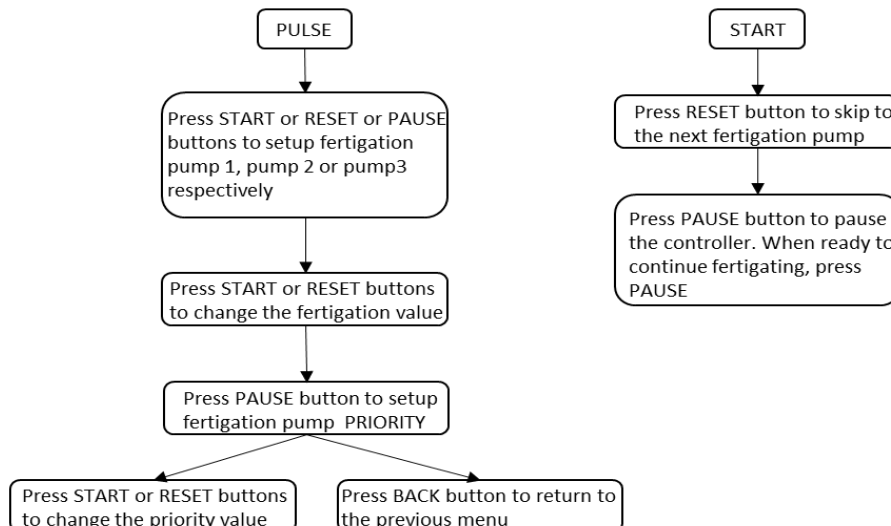 PULSE
Press START or RESET or PAUSE
buttons to setup fertigation
pump 1, pump 2 or pump3
respectively
Press START or RESET buttons
to change the fertigation value
Press PAUSE button to setup
fertigation pump PRIORITY
Press START or RESET buttons
to change the priority value
Press BACK button to return to
the previous menu
START
Press RESET button to skip to
the next fertigation pump
Press PAUSE button to pause
the controller. When ready to
continue fertigating, press
PAUSE